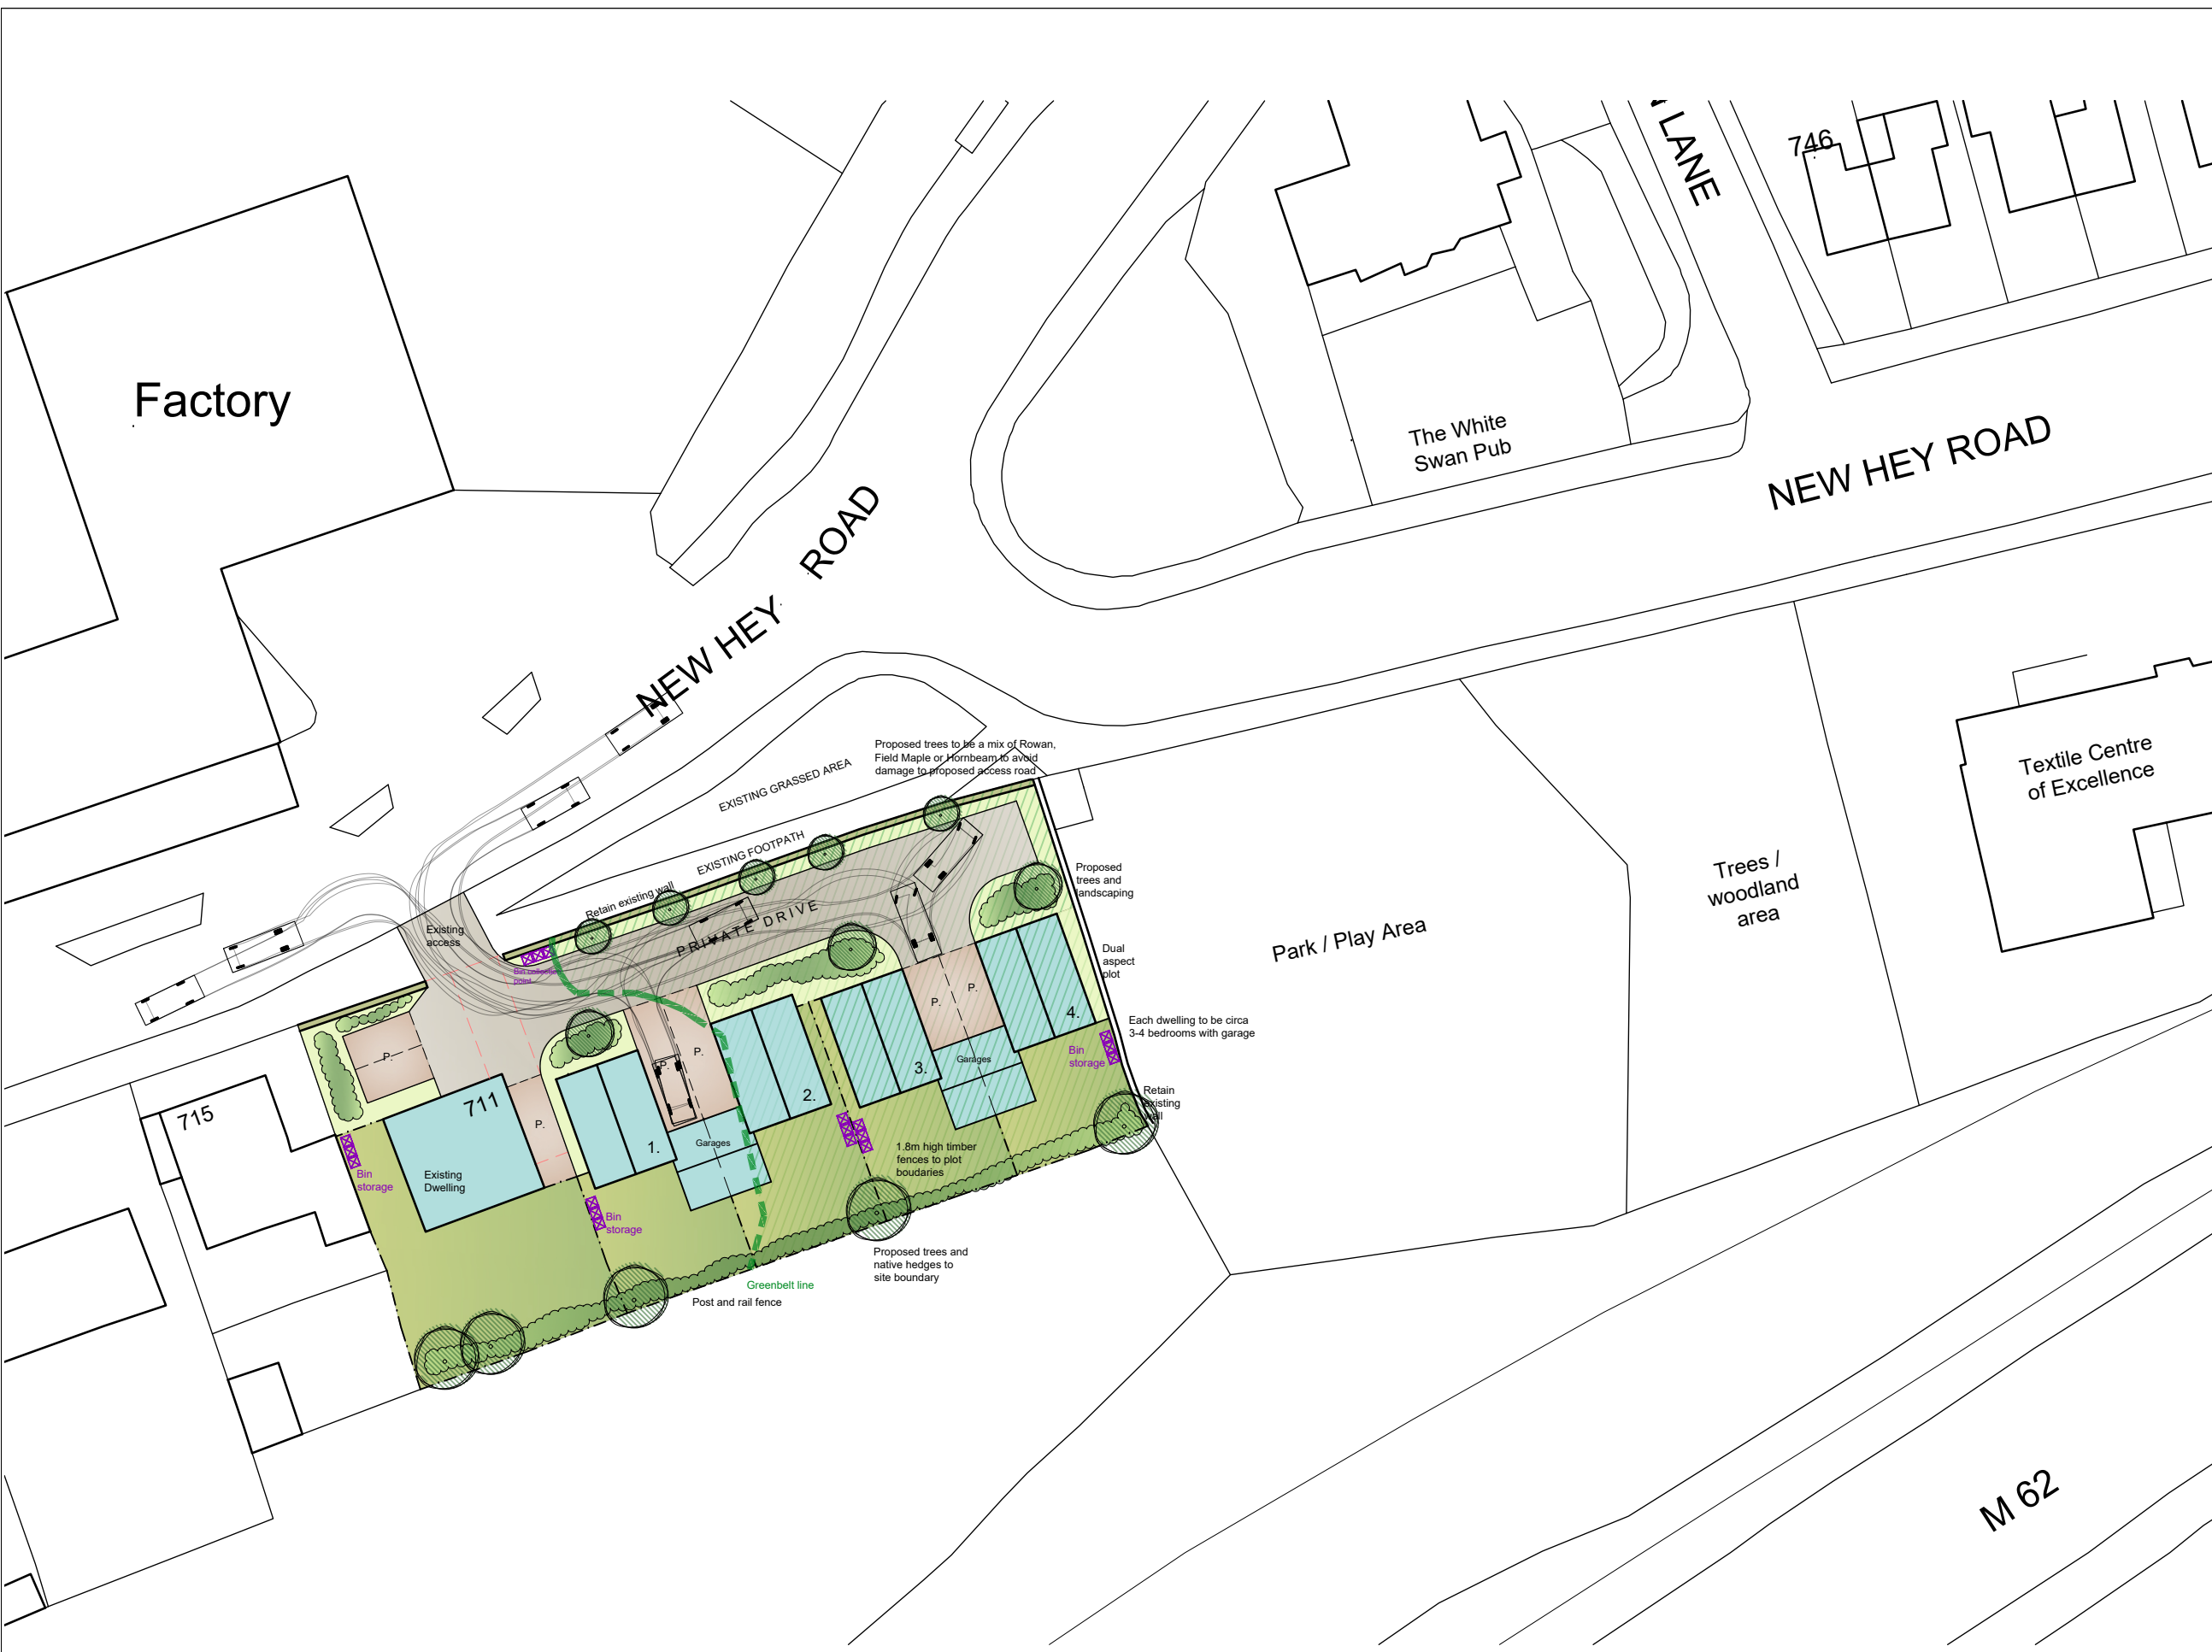 LANE
746
Factory
The White
Swan Pub
NEW HEY ROAD
NEW HEY ROAD
Textile Centre
of Excellence
Proposed trees to be a mix of Rowan,
Field Maple or Hornbeam to avoid
damage to proposed access road
EXISTING GRASSED AREA
EXISTING FOOTPATH
Retain existing wall
PRIVATE DRIVE
Existing
access
Bin collection
point
Proposed
trees and
landscaping
Trees /
woodland
area
Park / Play Area
Dual
aspect
plot
Each dwelling to be circa
3-4 bedrooms with garage
P.
P.
P.
P.
P.
P.
4.
3.
2.
1.
Garages
Garages
Bin
storage
Retain
existing
wall
711
715
Existing
Dwelling
Bin
storage
Bin
storage
1.8m high timber
fences to plot
boudaries
Proposed trees and
native hedges to
site boundary
Greenbelt line
Post and rail fence
M 62